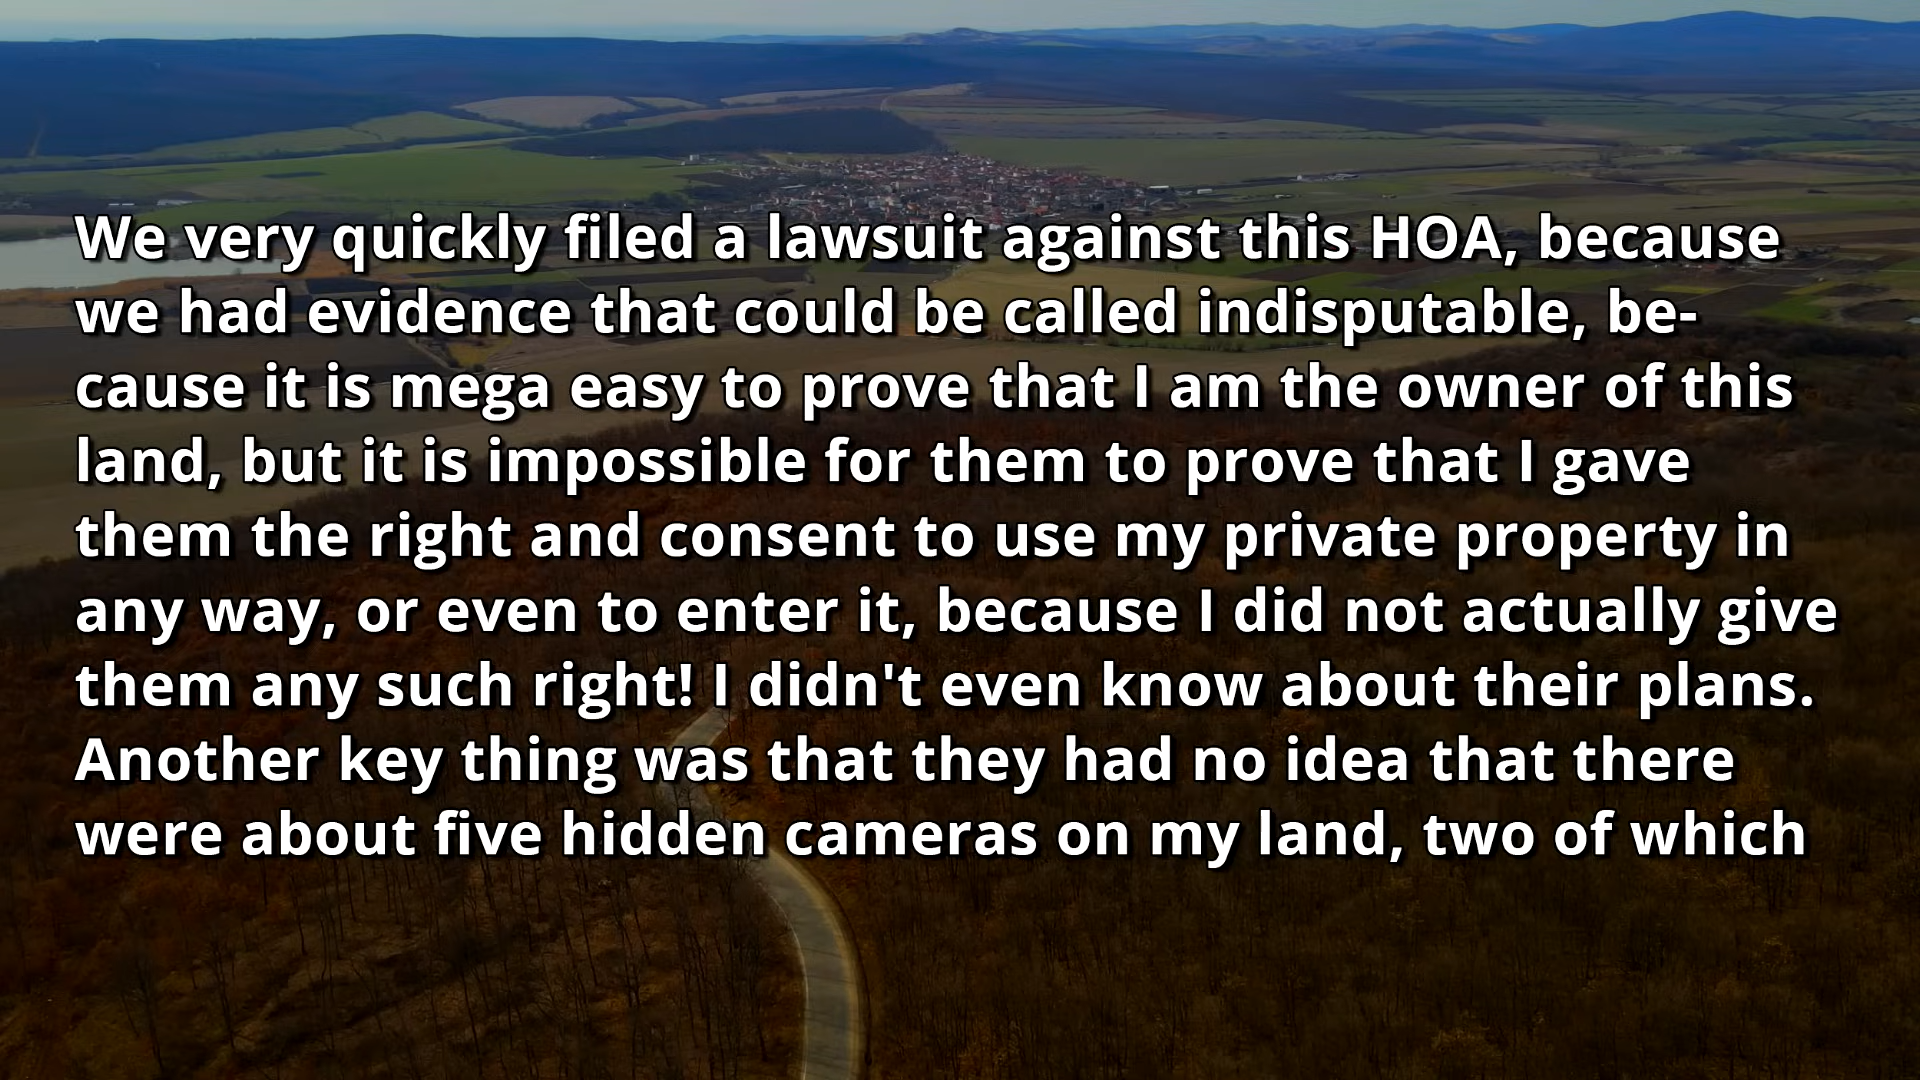 We very quickly filed a lawsuit against this HOA, because
we had evidence that could be called indisputable, be-
cause it is mega easy to prove that I am the owner of this
land, but it is impossible for them to prove that I gave
them the right and consent to use my private property in
any way, or even to enter it, because I did not actually give
them any such right! I didn't even know about their plans.
Another key thing was that they had no idea that there
were about five hidden cameras on my land, two of which